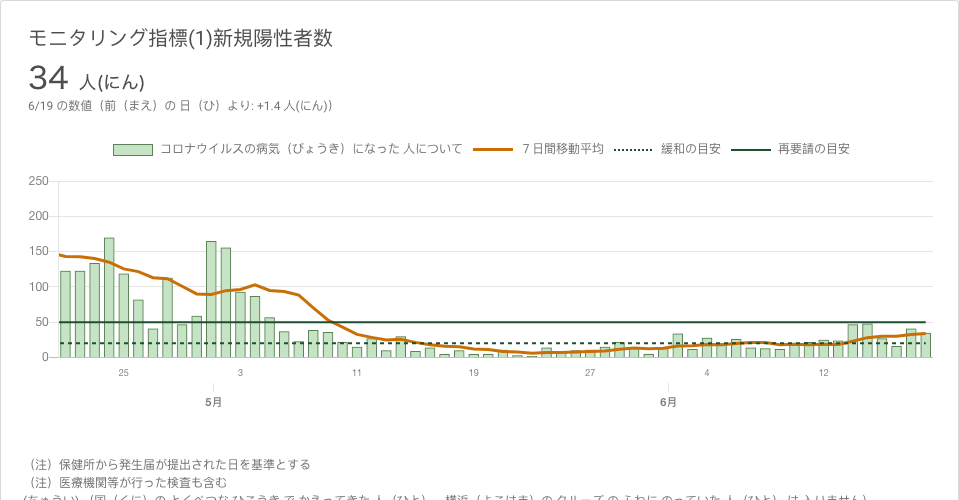 モニタリング指標(1)新規陽性者数
34 人(にん)
6/19 の数値（前（まえ）の 日（ひ）より: +1.4 人(にん)）
コロナウイルスの病気（びょうき）になった 人について 7 日間移動平均 緩和の目安 再要請の目安
250
200
150
100
50
0
25 3 11 19 27 4 12
5月 6月
（注）保健所から発生届が提出された日を基準とする
（注）医療機関等が行った検査も含む